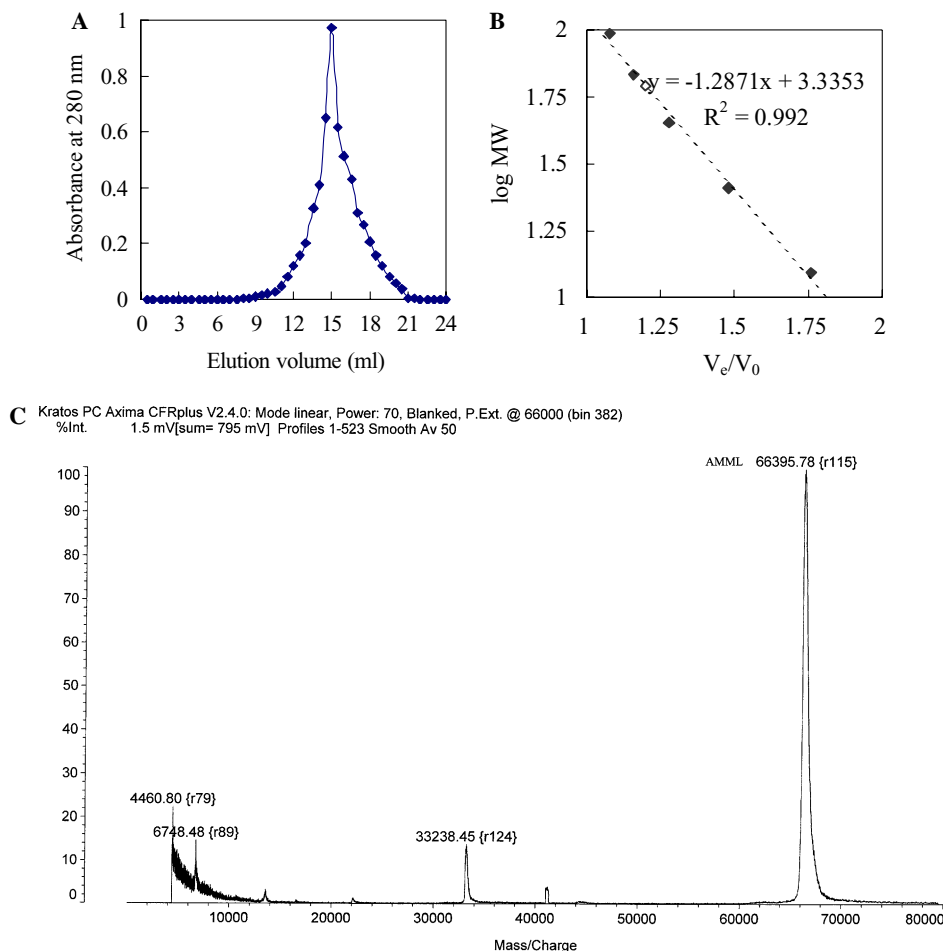 A
Absorbance at 280 nm
1
0.8
0.6
0.4
0.2
0
0 3 6 9 12 15 18 21 24
Elution volume (ml)
B
log MW
2
1.75
1.5
1.25
1
y = -1.2871x + 3.3353
R² = 0.992
1 1.25 1.5 1.75 2
Ve/V0
C Kratos PC Axima CFRplus V2.4.0: Mode linear, Power: 70, Blanked, P.Ext. @ 66000 (bin 382)
%Int. 1.5 mV[sum= 795 mV] Profiles 1-523 Smooth Av 50
AMML 66395.78 {r115}
100
90
80
70
60
50
40
30
20
10
0
4460.80 {r79}
6748.48 {r89}
33238.45 {r124}
10000 20000 30000 40000 50000 60000 70000 80000
Mass/Charge